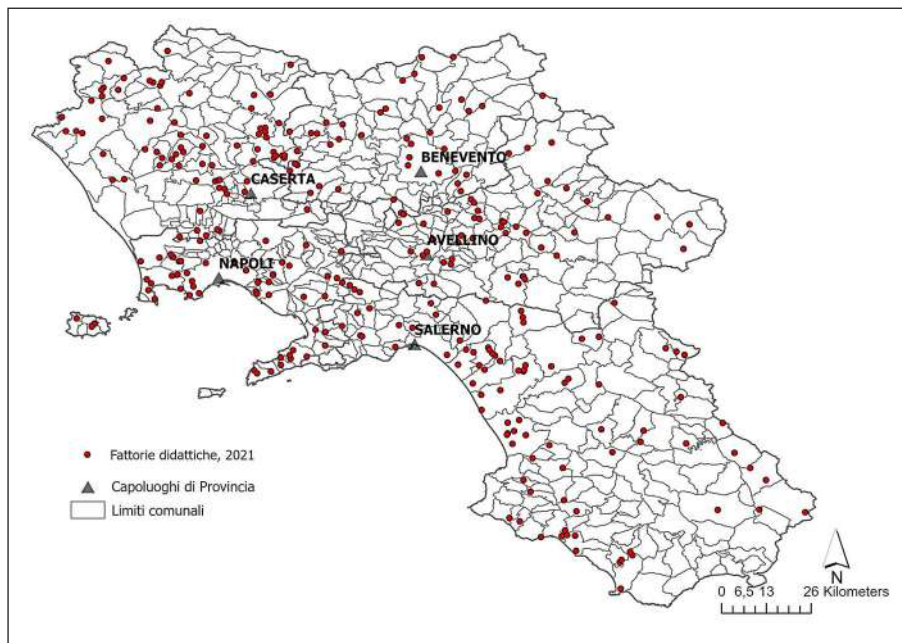 BENEVENTO
CASERTA
AVELLINO
NAPOLI
SALERNO
Fattorie didattiche, 2021
Capoluoghi di Provincia
Limiti comunali
N
0 6,5 13 26 Kilometers